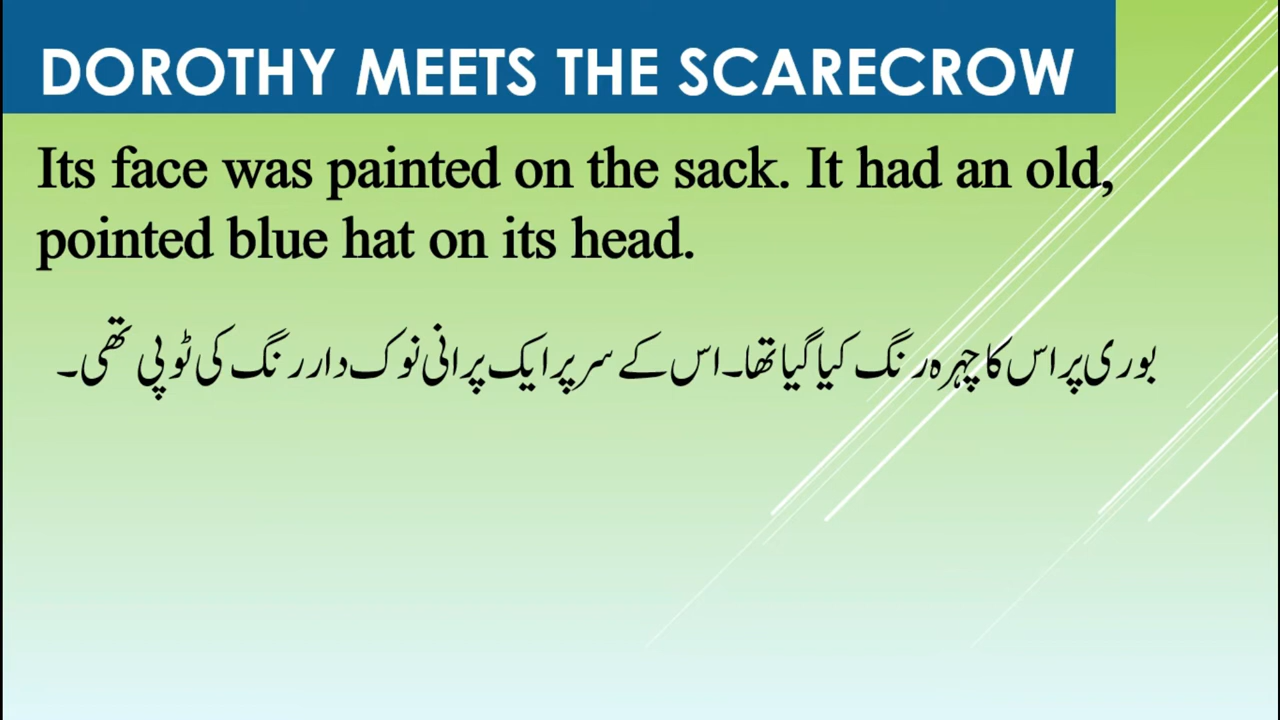 DOROTHY MEETS THE SCARECROW
Its face was painted on the sack. It had an old,
pointed blue hat on its head.
بوری پر اس کا چہرہ رنگ کیا گیا تھا۔ اس کے سر پر ایک پرانی نوک دار رنگ کی ٹوپی تھی۔